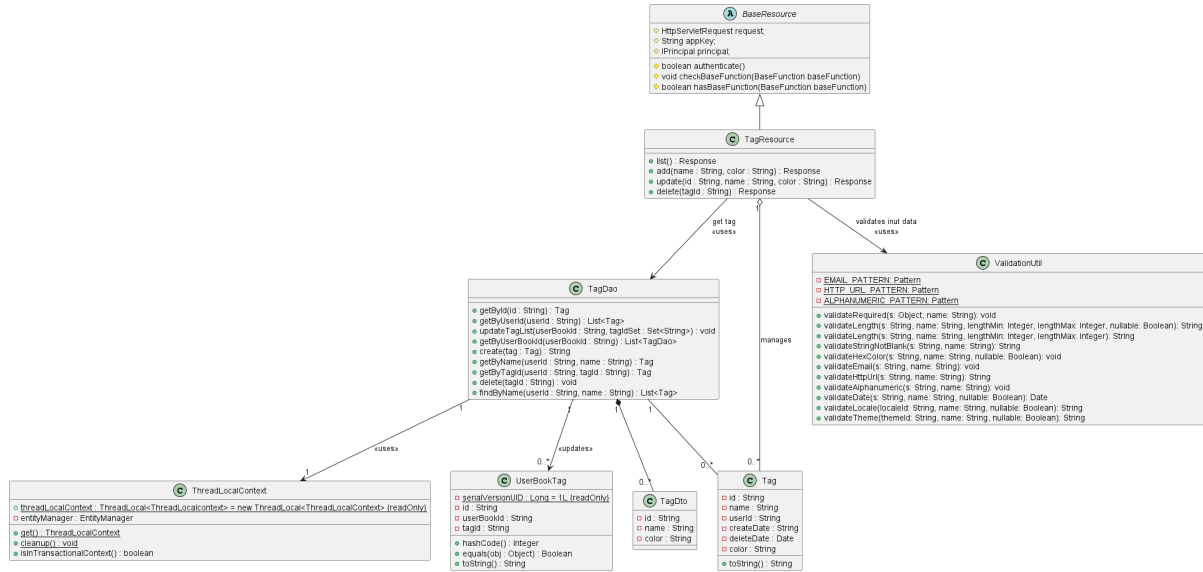 A BaseResource
HttpServletRequest request;
String appKey;
IPrincipal principal;
boolean authenticate()
void checkBaseFunction(BaseFunction baseFunction)
boolean hasBaseFunction(BaseFunction baseFunction)
C TagResource
list() : Response
add(name : String, color : String) : Response
update(id : String, name : String, color : String) : Response
delete(tagId : String) : Response
1
get tag
«uses»
validates inut data
«uses»
manages
C TagDao
getById(id : String) : Tag
getByUserId(userId : String) : List<Tag>
updateTagList(userBookId : String, tagIdSet : Set<String>) : void
getByUserBookId(userBookId : String) : List<TagDao>
create(tag : Tag) : String
getByName(userId : String, name : String) : Tag
getByTagId(userId : String, tagId : String) : Tag
delete(tagId : String) : void
findByName(userId : String, name : String) : List<Tag>
C ValidationUtil
EMAIL_PATTERN: Pattern
HTTP_URL_PATTERN: Pattern
ALPHANUMERIC_PATTERN: Pattern
validateRequired(s: Object, name: String): void
validateLength(s: String, name: String, lengthMin: Integer, lengthMax: Integer, nullable: Boolean): String
validateLength(s: String, name: String, lengthMin: Integer, lengthMax: Integer): String
validateStringNotBlank(s: String, name: String): String
validateHexColor(s: String, name: String, nullable: Boolean): void
validateEmail(s: String, name: String): void
validateHttpUrl(s: String, name: String): String
validateAlphanumeric(s: String, name: String): void
validateDate(s: String, name: String, nullable: Boolean): Date
validateLocale(localeId: String, name: String, nullable: Boolean): String
validateTheme(themeId: String, name: String, nullable: Boolean): String
1 1 1 1
«uses»
«updates»
1 0..* 0..* 0..* 0..*
C ThreadLocalContext
threadLocalContext : ThreadLocal<ThreadLocalcontext> = new ThreadLocal<ThreadLocalContext> {readOnly}
entityManager : EntityManager
get() : ThreadLocalContext
cleanup() : void
isInTransactionalContext() : boolean
C UserBookTag
serialVersionUID : Long = 1L {readOnly}
id : String
userBookId : String
tagId : String
hashCode() : Integer
equals(obj : Object) : Boolean
toString() : String
C TagDto
id : String
name : String
color : String
C Tag
id : String
name : String
userId : String
createDate : String
deleteDate : Date
color : String
toString() : String